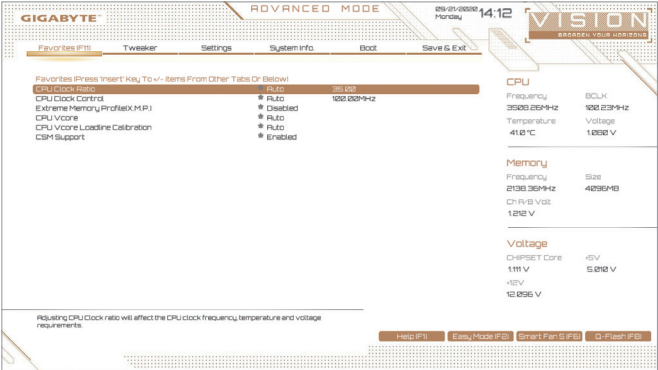 GIGABYTE™
ADVANCED MODE
09/21/2020 Monday 14:12
VISION
BROADEN YOUR HORIZONS
Favorites (F11) Tweaker Settings System Info. Boot Save & Exit
Favorites (Press 'Insert' Key To +/- Items From Other Tabs Or Below)
CPU Clock Ratio Auto 35.00
CPU Clock Control Auto 100.00MHz
Extreme Memory Profile(X.M.P.) Disabled
CPU Vcore Auto
CPU Vcore Loadline Calibration Auto
CSM Support Enabled
CPU
Frequency BCLK
3508.26MHz 100.23MHz
Temperature Voltage
41.0 °C 1.080 V
Memory
Frequency Size
2138.36MHz 4096MB
Ch A/B Volt
1.212 V
Voltage
CHIPSET Core +5V
1.111 V 5.010 V
+12V
12.096 V
Adjusting CPU Clock ratio will affect the CPU clock frequency, temperature and voltage
requirements.
Help (F1) Easy Mode (F2) Smart Fan 5 (F6) Q-Flash (F8)